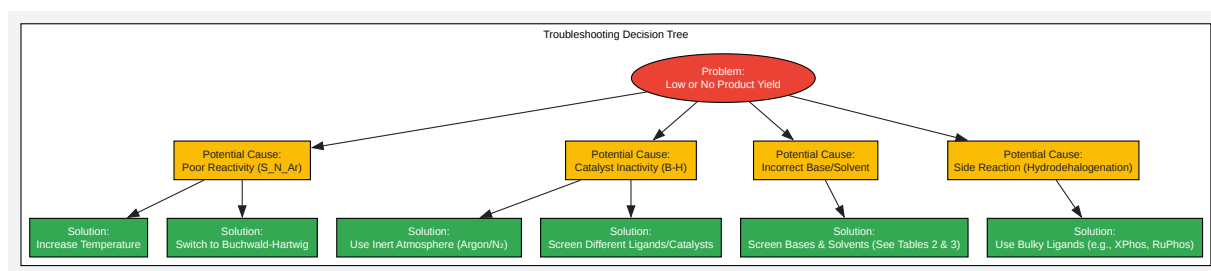 Troubleshooting Decision Tree
Problem:
Low or No Product Yield
Potential Cause:
Poor Reactivity (S_N_Ar)
Potential Cause:
Catalyst Inactivity (B-H)
Potential Cause:
Incorrect Base/Solvent
Potential Cause:
Side Reaction (Hydrodehalogenation)
Solution:
Increase Temperature
Solution:
Switch to Buchwald-Hartwig
Solution:
Use Inert Atmosphere (Argon/N₂)
Solution:
Screen Different Ligands/Catalysts
Solution:
Screen Bases & Solvents (See Tables 2 & 3)
Solution:
Use Bulky Ligands (e.g., XPhos, RuPhos)